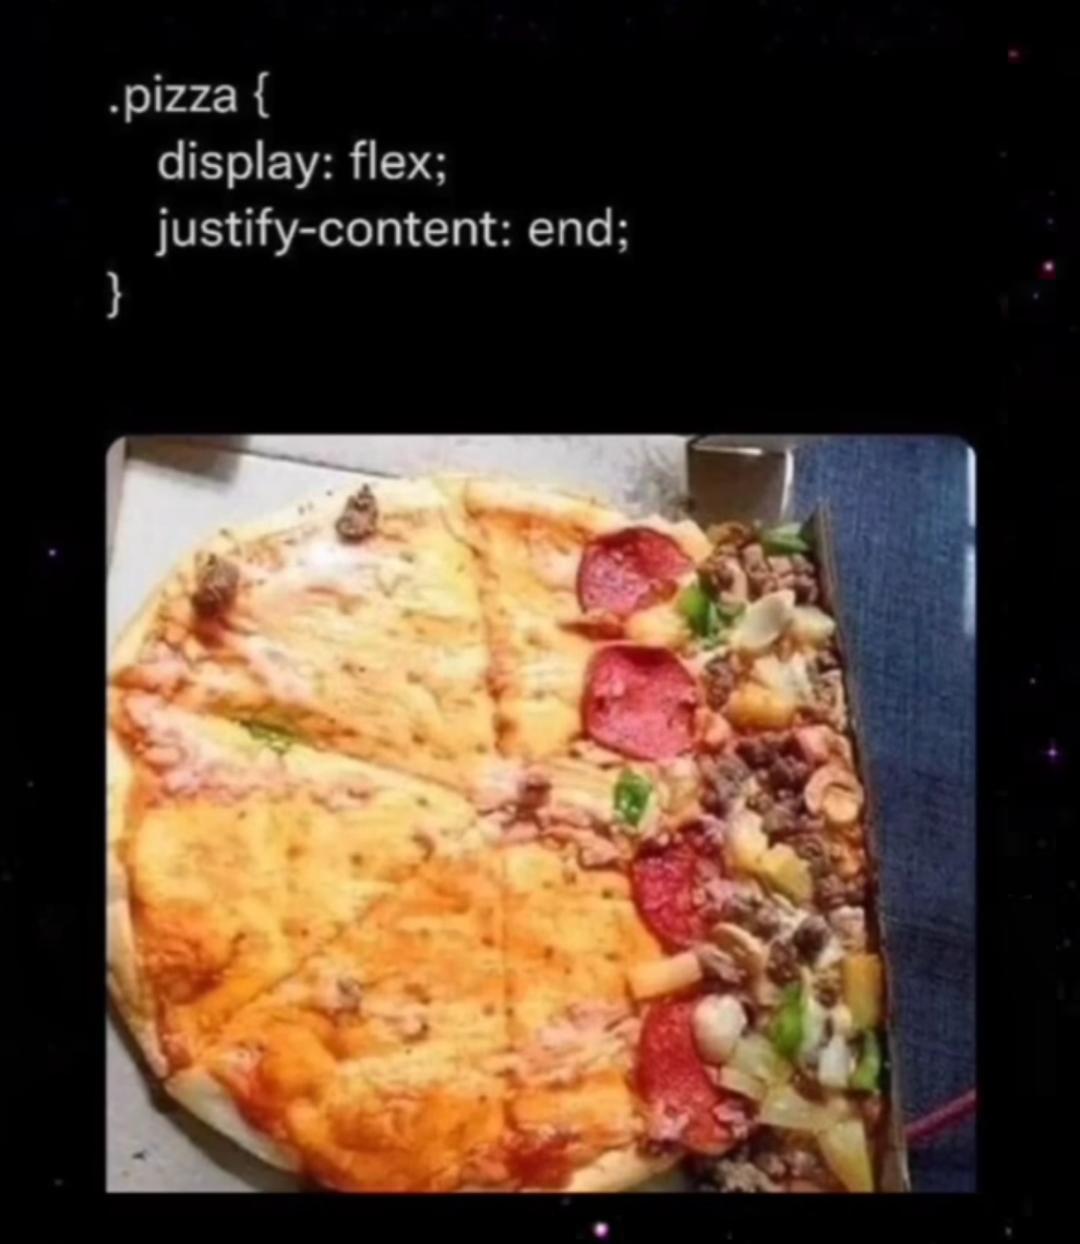 .pizza {
display: flex;
justify-content: end;
}